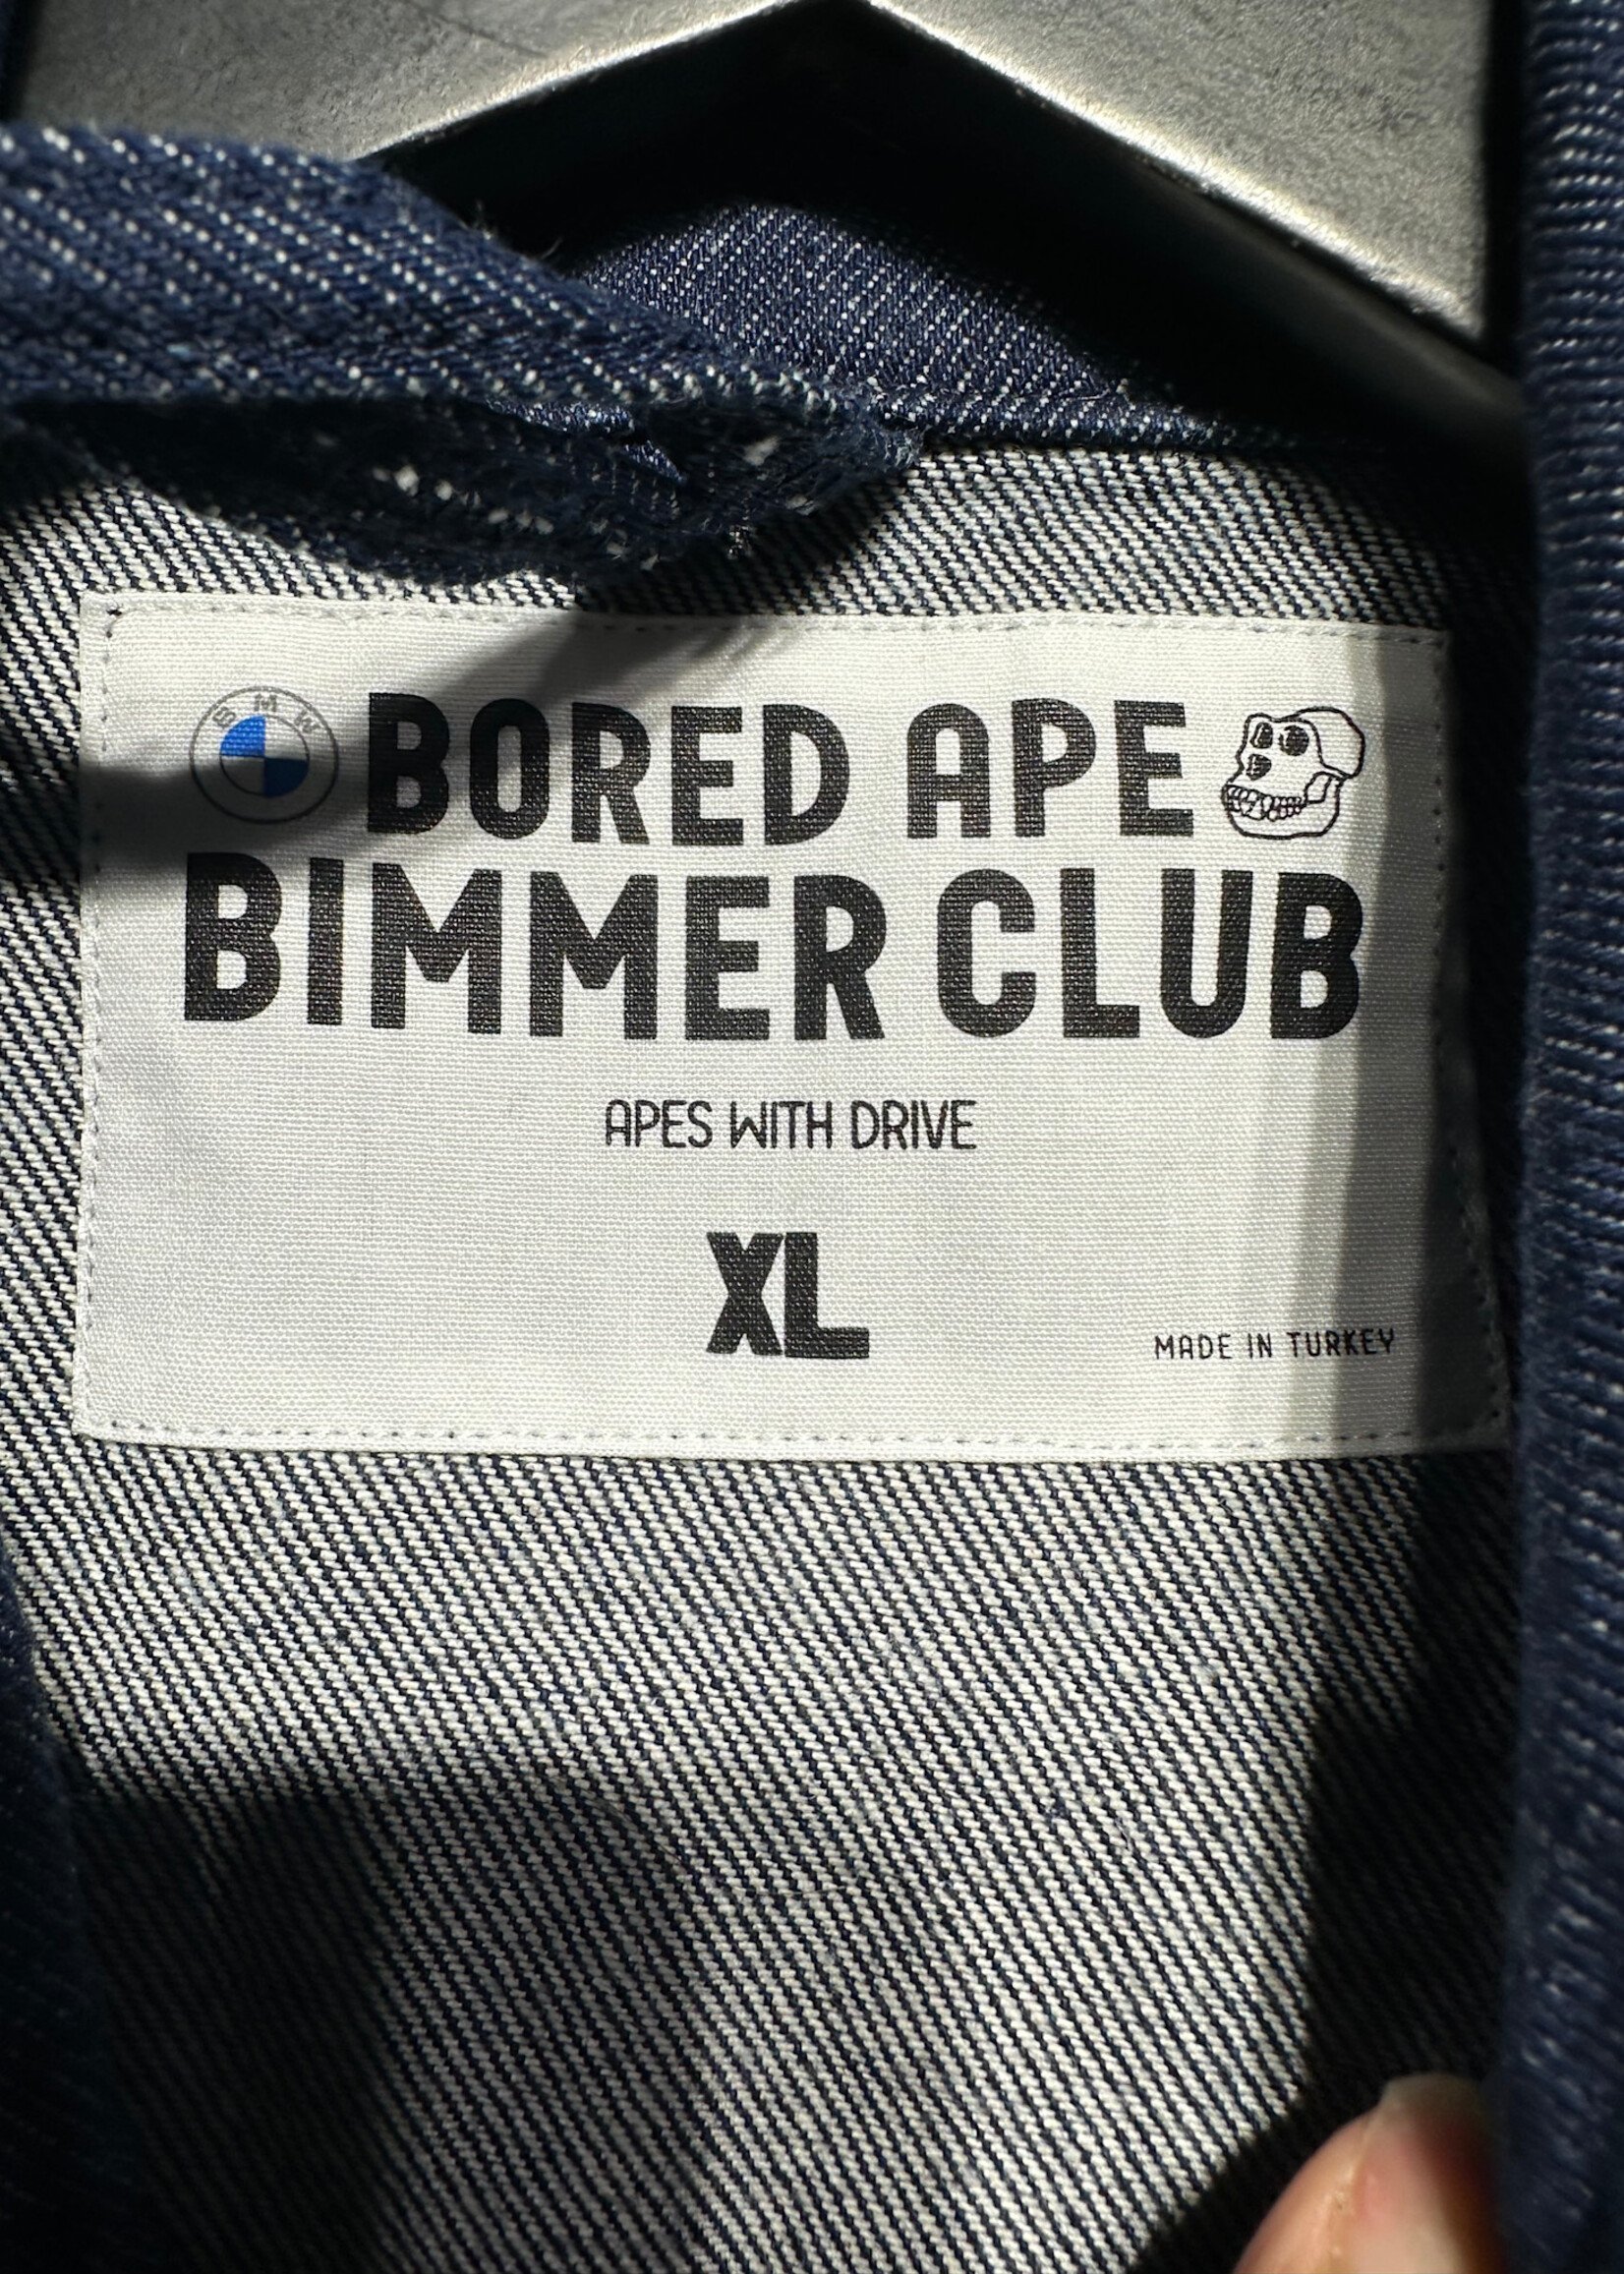 BMW
BORED APE
BIMMER CLUB
APES WITH DRIVE
XL
MADE IN TURKEY